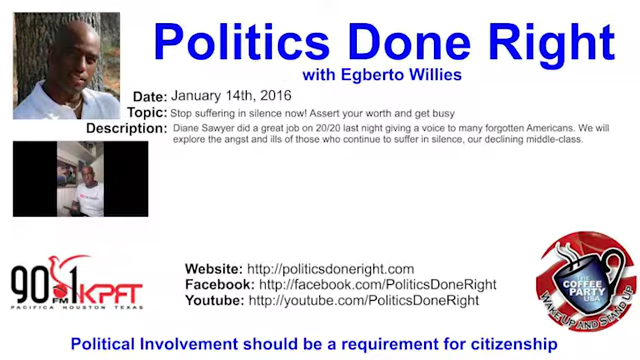 Politics Done Right
with Egberto Willies
Date: January 14th, 2016
Topic: Stop suffering in silence now! Assert your worth and get busy
Description: Diane Sawyer did a great job on 20/20 last night giving a voice to many forgotten Americans. We will
explore the angst and ills of those who continue to suffer in silence, our declining middle-class.
90.1
FM KPFT
PACIFICA HOUSTON TEXAS
Website: http://politicsdoneright.com
Facebook: http://facebook.com/PoliticsDoneRight
Youtube: http://youtube.com/PoliticsDoneRight
THE
COFFEE
PARTY
USA
WAKE UP AND STAND UP
Political Involvement should be a requirement for citizenship